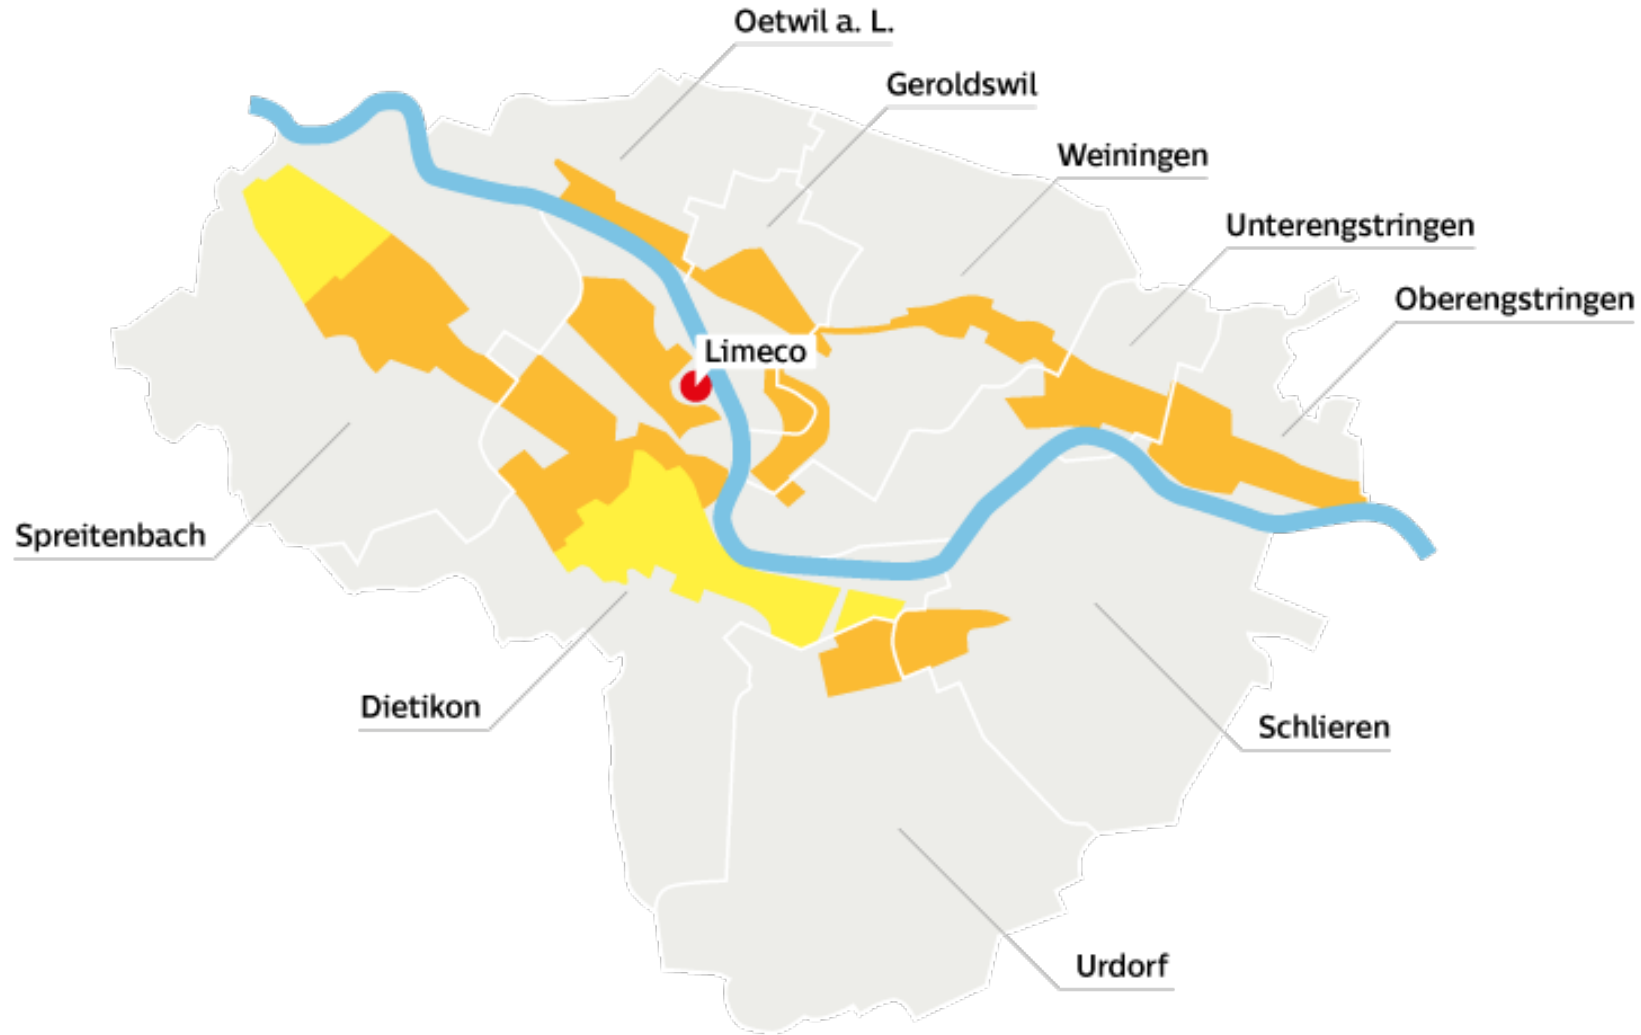 Oetwil a. L.
Geroldswil
Weiningen
Unterengstringen
Oberengstringen
Limeco
Spreitenbach
Dietikon
Schlieren
Urdorf